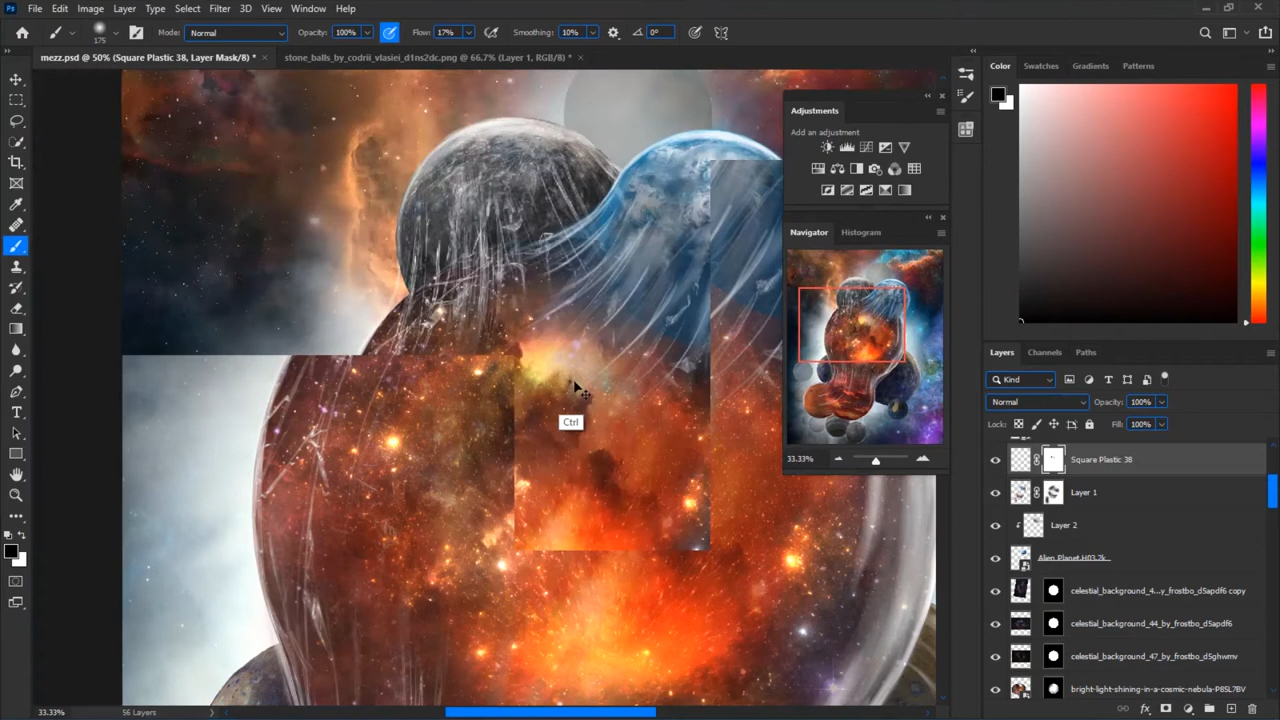 Ps File Edit Image Layer Type Select Filter 3D View Window Help
175 Mode: Normal Opacity: 100% Flow: 17% Smoothing: 10% 0°
mezz.psd @ 50% (Square Plastic 38, Layer Mask/8) * × stone_balls_by_codrii_vlasiei_d1ns2dc.png @ 66.7% (Layer 1, RGB/8) * ×
Color Swatches Gradients Patterns
Adjustments
Add an adjustment
Navigator Histogram
Ctrl
33.33%
Layers Channels Paths
Kind
Normal Opacity: 100%
Lock: Fill: 100%
Square Plastic 38
Layer 1
Layer 2
Alien_Planet.H03.2k..
celestial_background_4...y_frostbo_d5apdf6 copy
celestial_background_44_by_frostbo_d5apdf6
celestial_background_47_by_frostbo_d5ghwmv
bright-light-shining-in-a-cosmic-nebula-P8SL7BV
33.33% 56 Layers